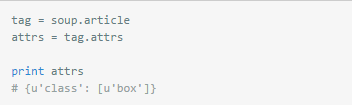 tag = soup.article
attrs = tag.attrs
print attrs
# {u'class': [u'box']}